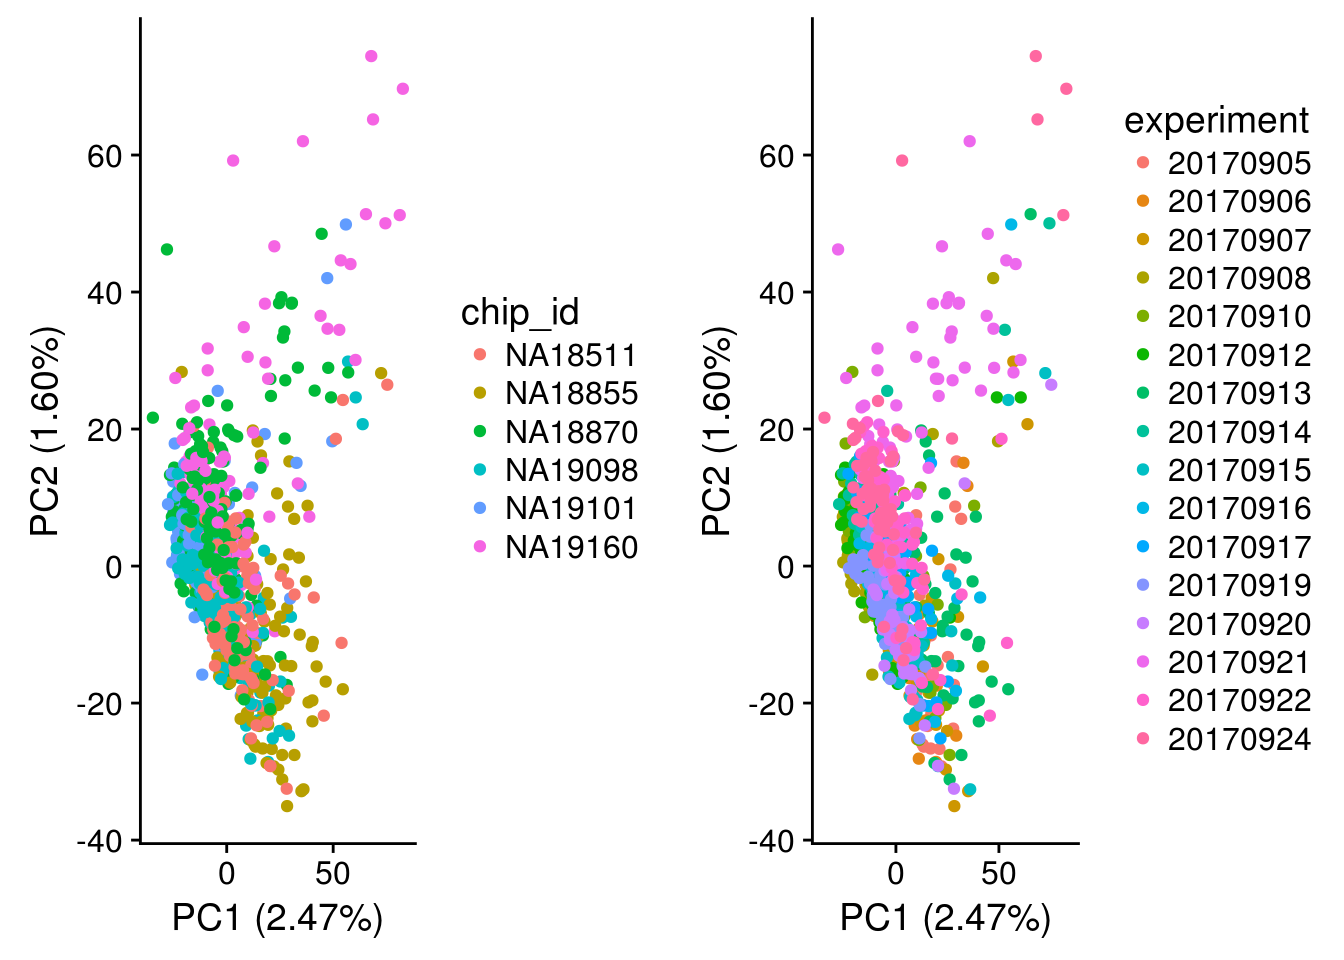 PC2 (1.60%)
60
40
20
0
-20
-40
0
50
PC1 (2.47%)
chip_id
NA18511
NA18855
NA18870
NA19098
NA19101
NA19160
PC2 (1.60%)
60
40
20
0
-20
-40
0
50
PC1 (2.47%)
experiment
20170905
20170906
20170907
20170908
20170910
20170912
20170913
20170914
20170915
20170916
20170917
20170919
20170920
20170921
20170922
20170924